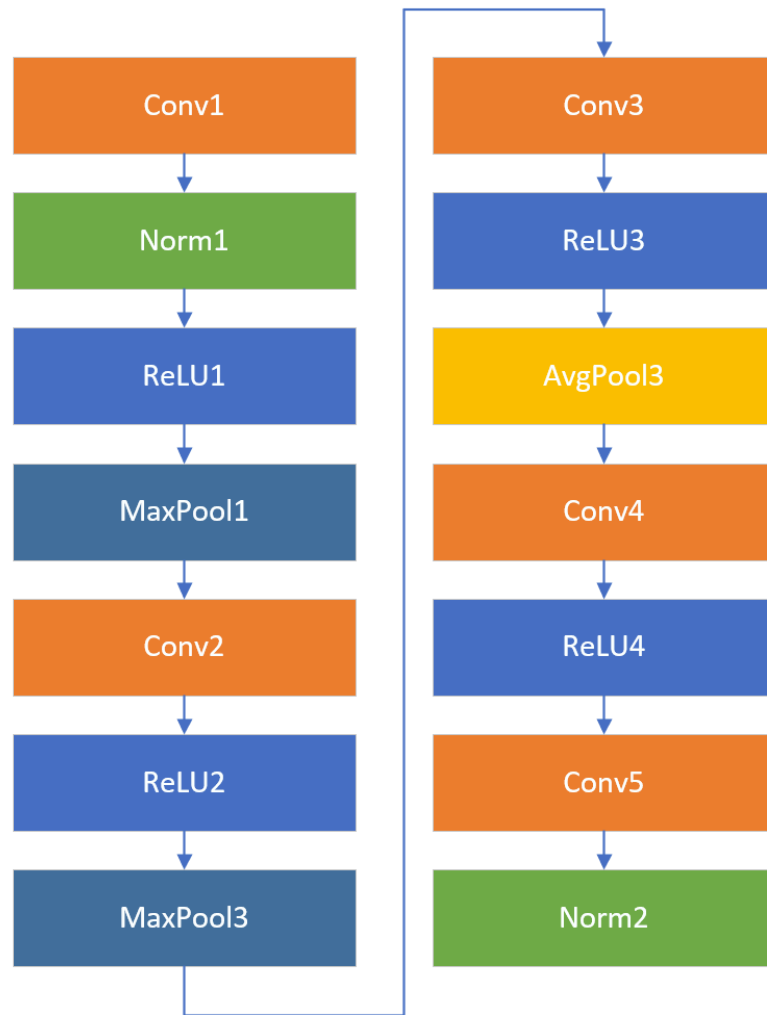 Conv1
Norm1
ReLU1
MaxPool1
Conv2
ReLU2
MaxPool3
Conv3
ReLU3
AvgPool3
Conv4
ReLU4
Conv5
Norm2